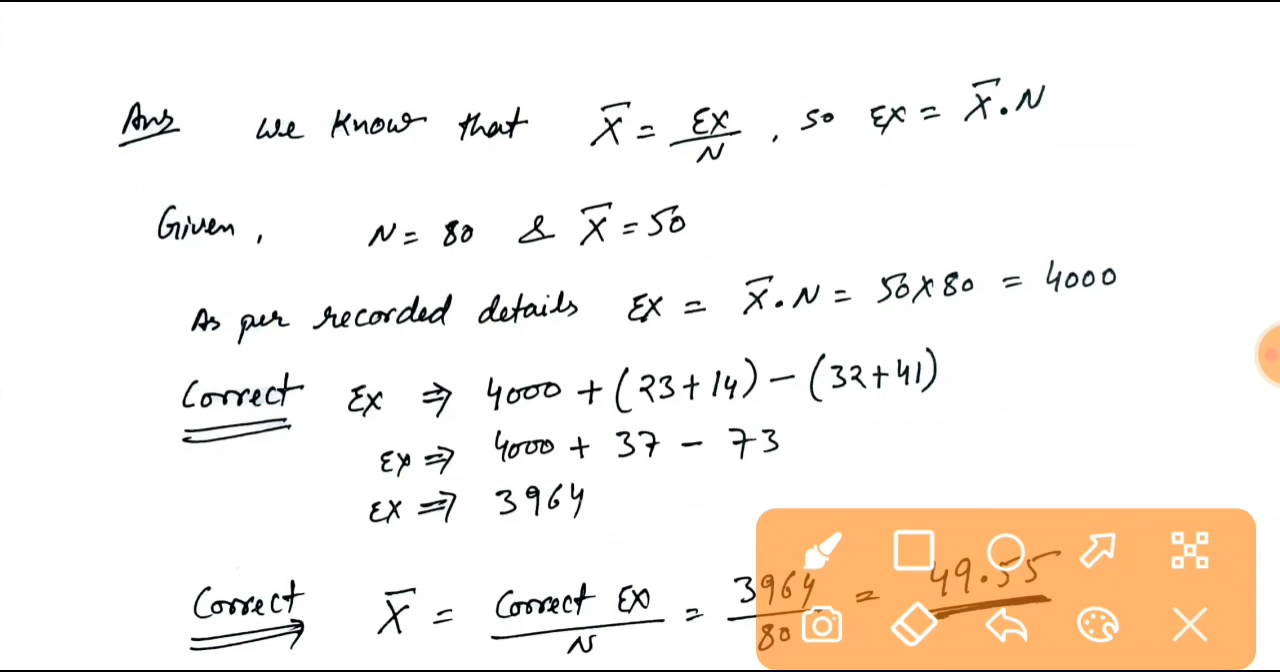 Ans We know that X̄ = ΣX/N , so ΣX = X̄.N
Given, N = 80 & X̄ = 50
As per recorded details ΣX = X̄.N = 50×80 = 4000
Correct ΣX ⇒ 4000 + (23+14) − (32+41)
ΣX ⇒ 4000 + 37 − 73
ΣX ⇒ 3964
Correct X̄ = Correct ΣX/N = 3964/80 = 49.55